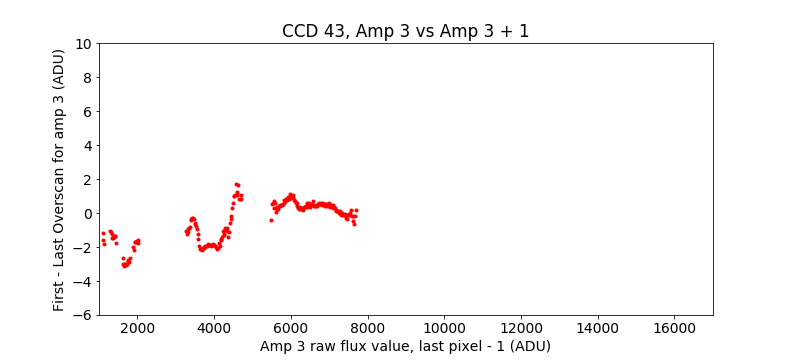 CCD 43, Amp 3 vs Amp 3 + 1
First - Last Overscan for amp 3 (ADU)
10
8
6
4
2
0
−2
−4
−6
2000 4000 6000 8000 10000 12000 14000 16000
Amp 3 raw flux value, last pixel - 1 (ADU)